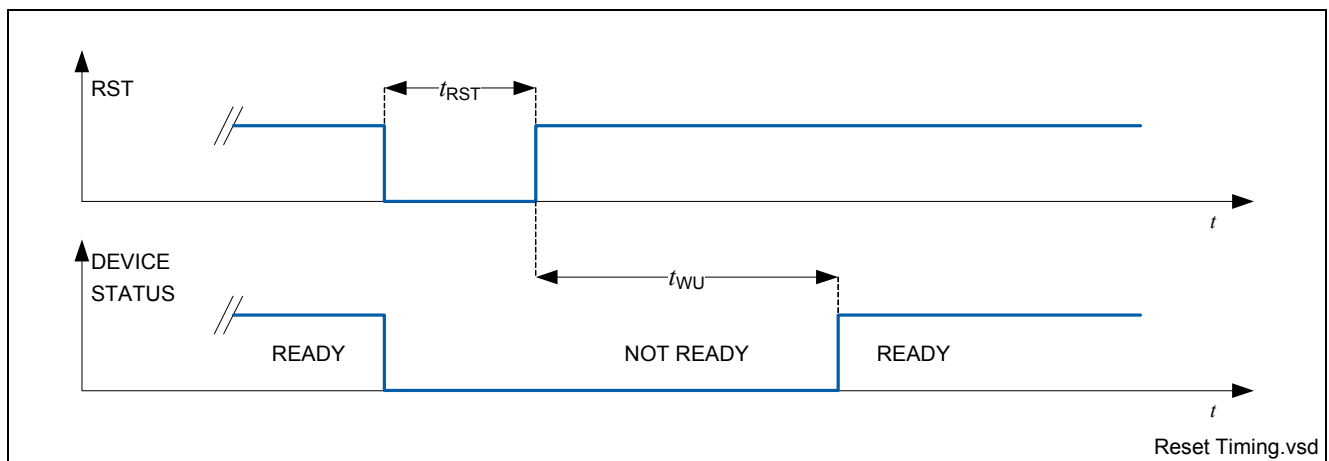 RST
tRST
t
DEVICE
STATUS
tWU
READY
NOT READY
READY
t
Reset Timing.vsd